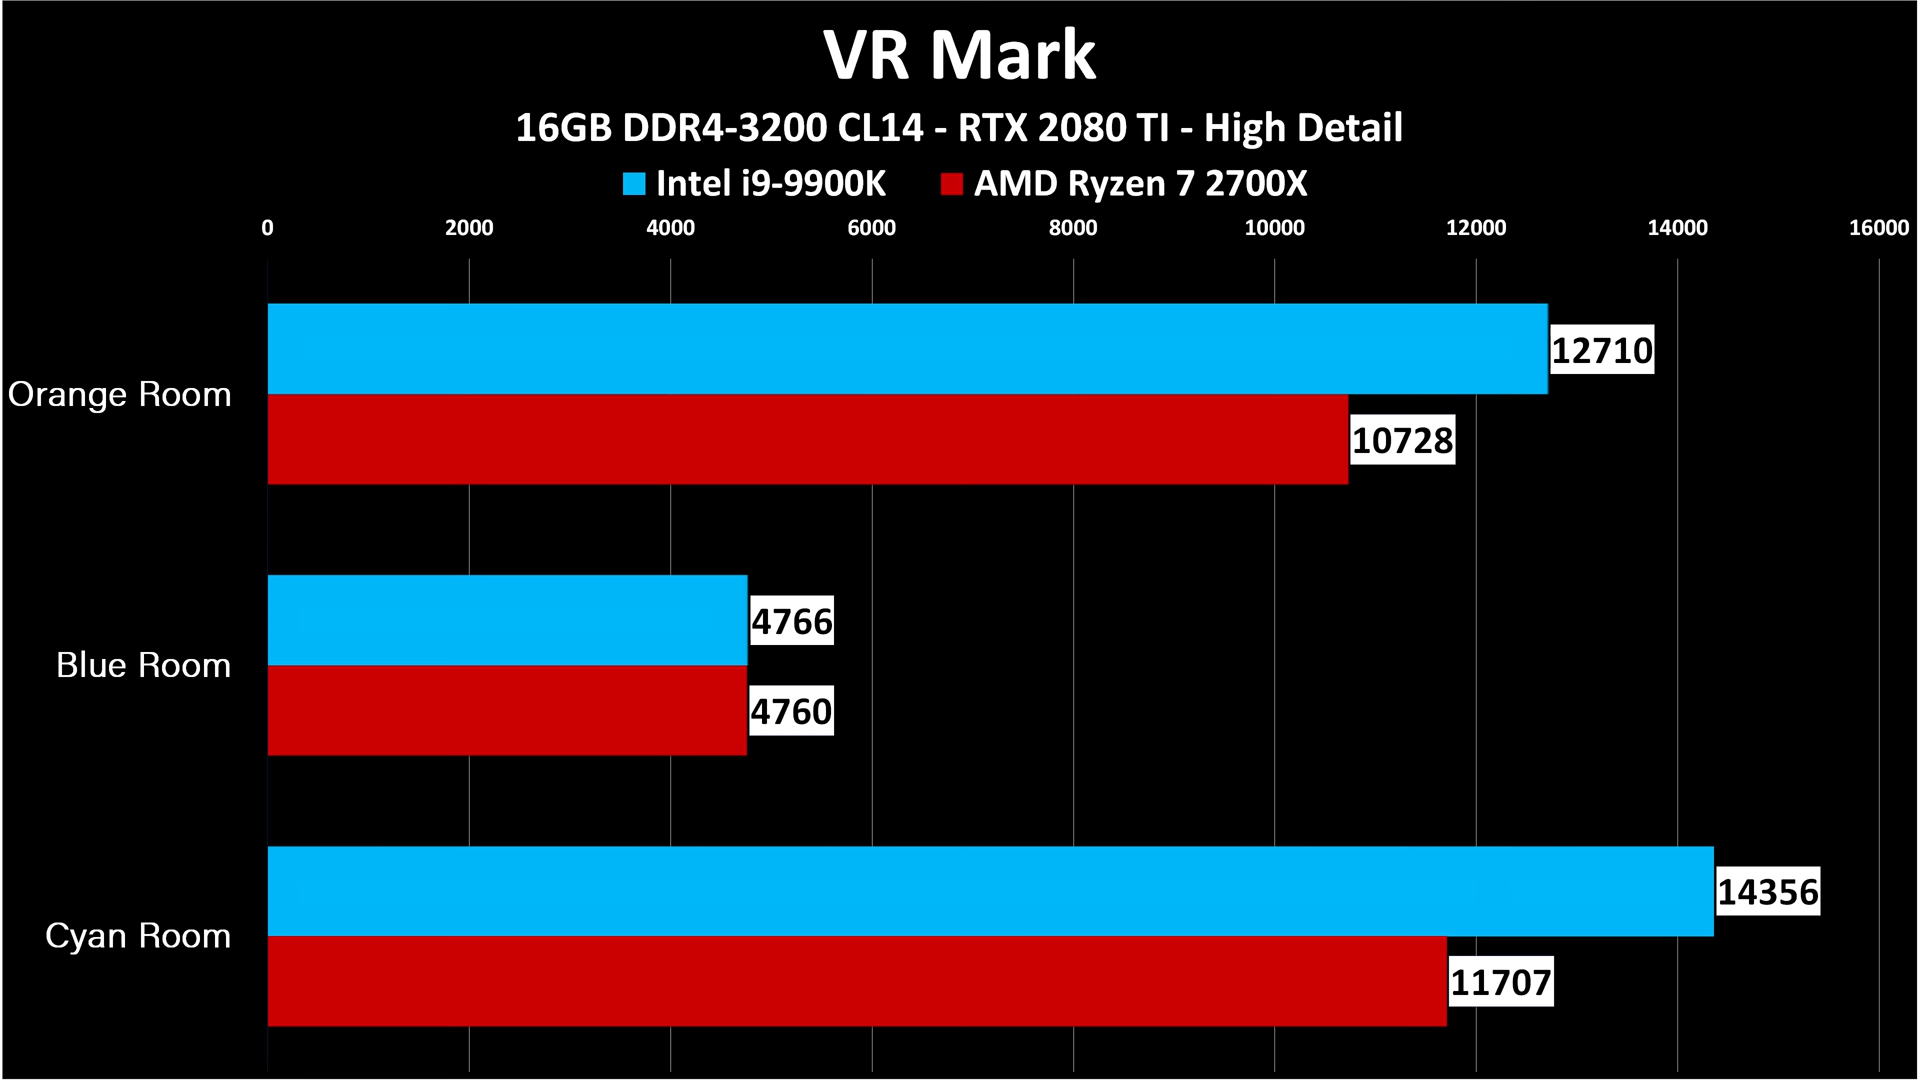 VR Mark
16GB DDR4-3200 CL14 - RTX 2080 TI - High Detail
Intel i9-9900K AMD Ryzen 7 2700X
0 2000 4000 6000 8000 10000 12000 14000 16000
12710
Orange Room
10728
4766
Blue Room
4760
14356
Cyan Room
11707